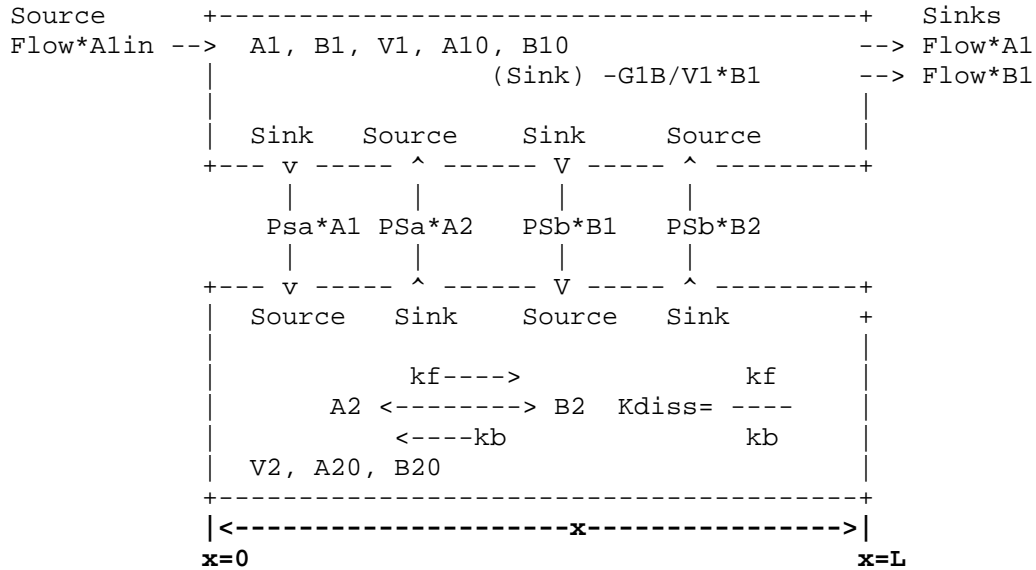 Source +----------------------------------------+ Sinks
Flow*A1in --> A1, B1, V1, A10, B10 --> Flow*A1
| (Sink) -G1B/V1*B1 --> Flow*B1
| |
| Sink Source Sink Source |
+--- v ----- ^ ------ V ----- ^ ---------+
| | | |
Psa*A1 PSa*A2 PSb*B1 PSb*B2
| | | |
+--- v ----- ^ ------ V ----- ^ ---------+
| Source Sink Source Sink +
| |
| kf----> kf |
| A2 <--------> B2 Kdiss= ---- |
| <----kb kb |
| V2, A20, B20 |
+----------------------------------------+
|<---------------------x---------------->|
x=0 x=L